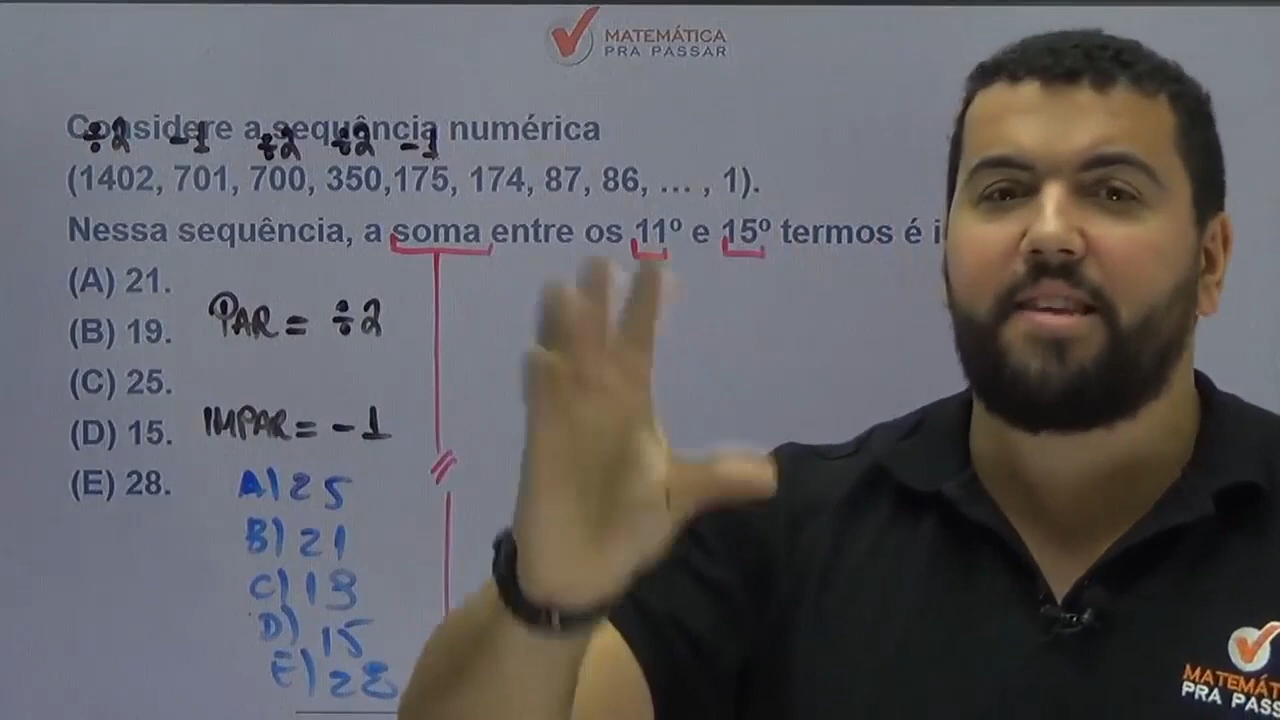 MATEMÁTICA
PRA PASSAR
Considere a sequência numérica
÷2 -1 ÷2 ÷2 -1
(1402, 701, 700, 350,175, 174, 87, 86, ... , 1).
Nessa sequência, a soma entre os 11º e 15º termos é i
(A) 21.
(B) 19.
(C) 25.
(D) 15.
(E) 28.
PAR = ÷2
IMPAR = -1
A) 25
B) 21
C) 19
D) 15
E) 28
MATEMÁT
PRA PASS